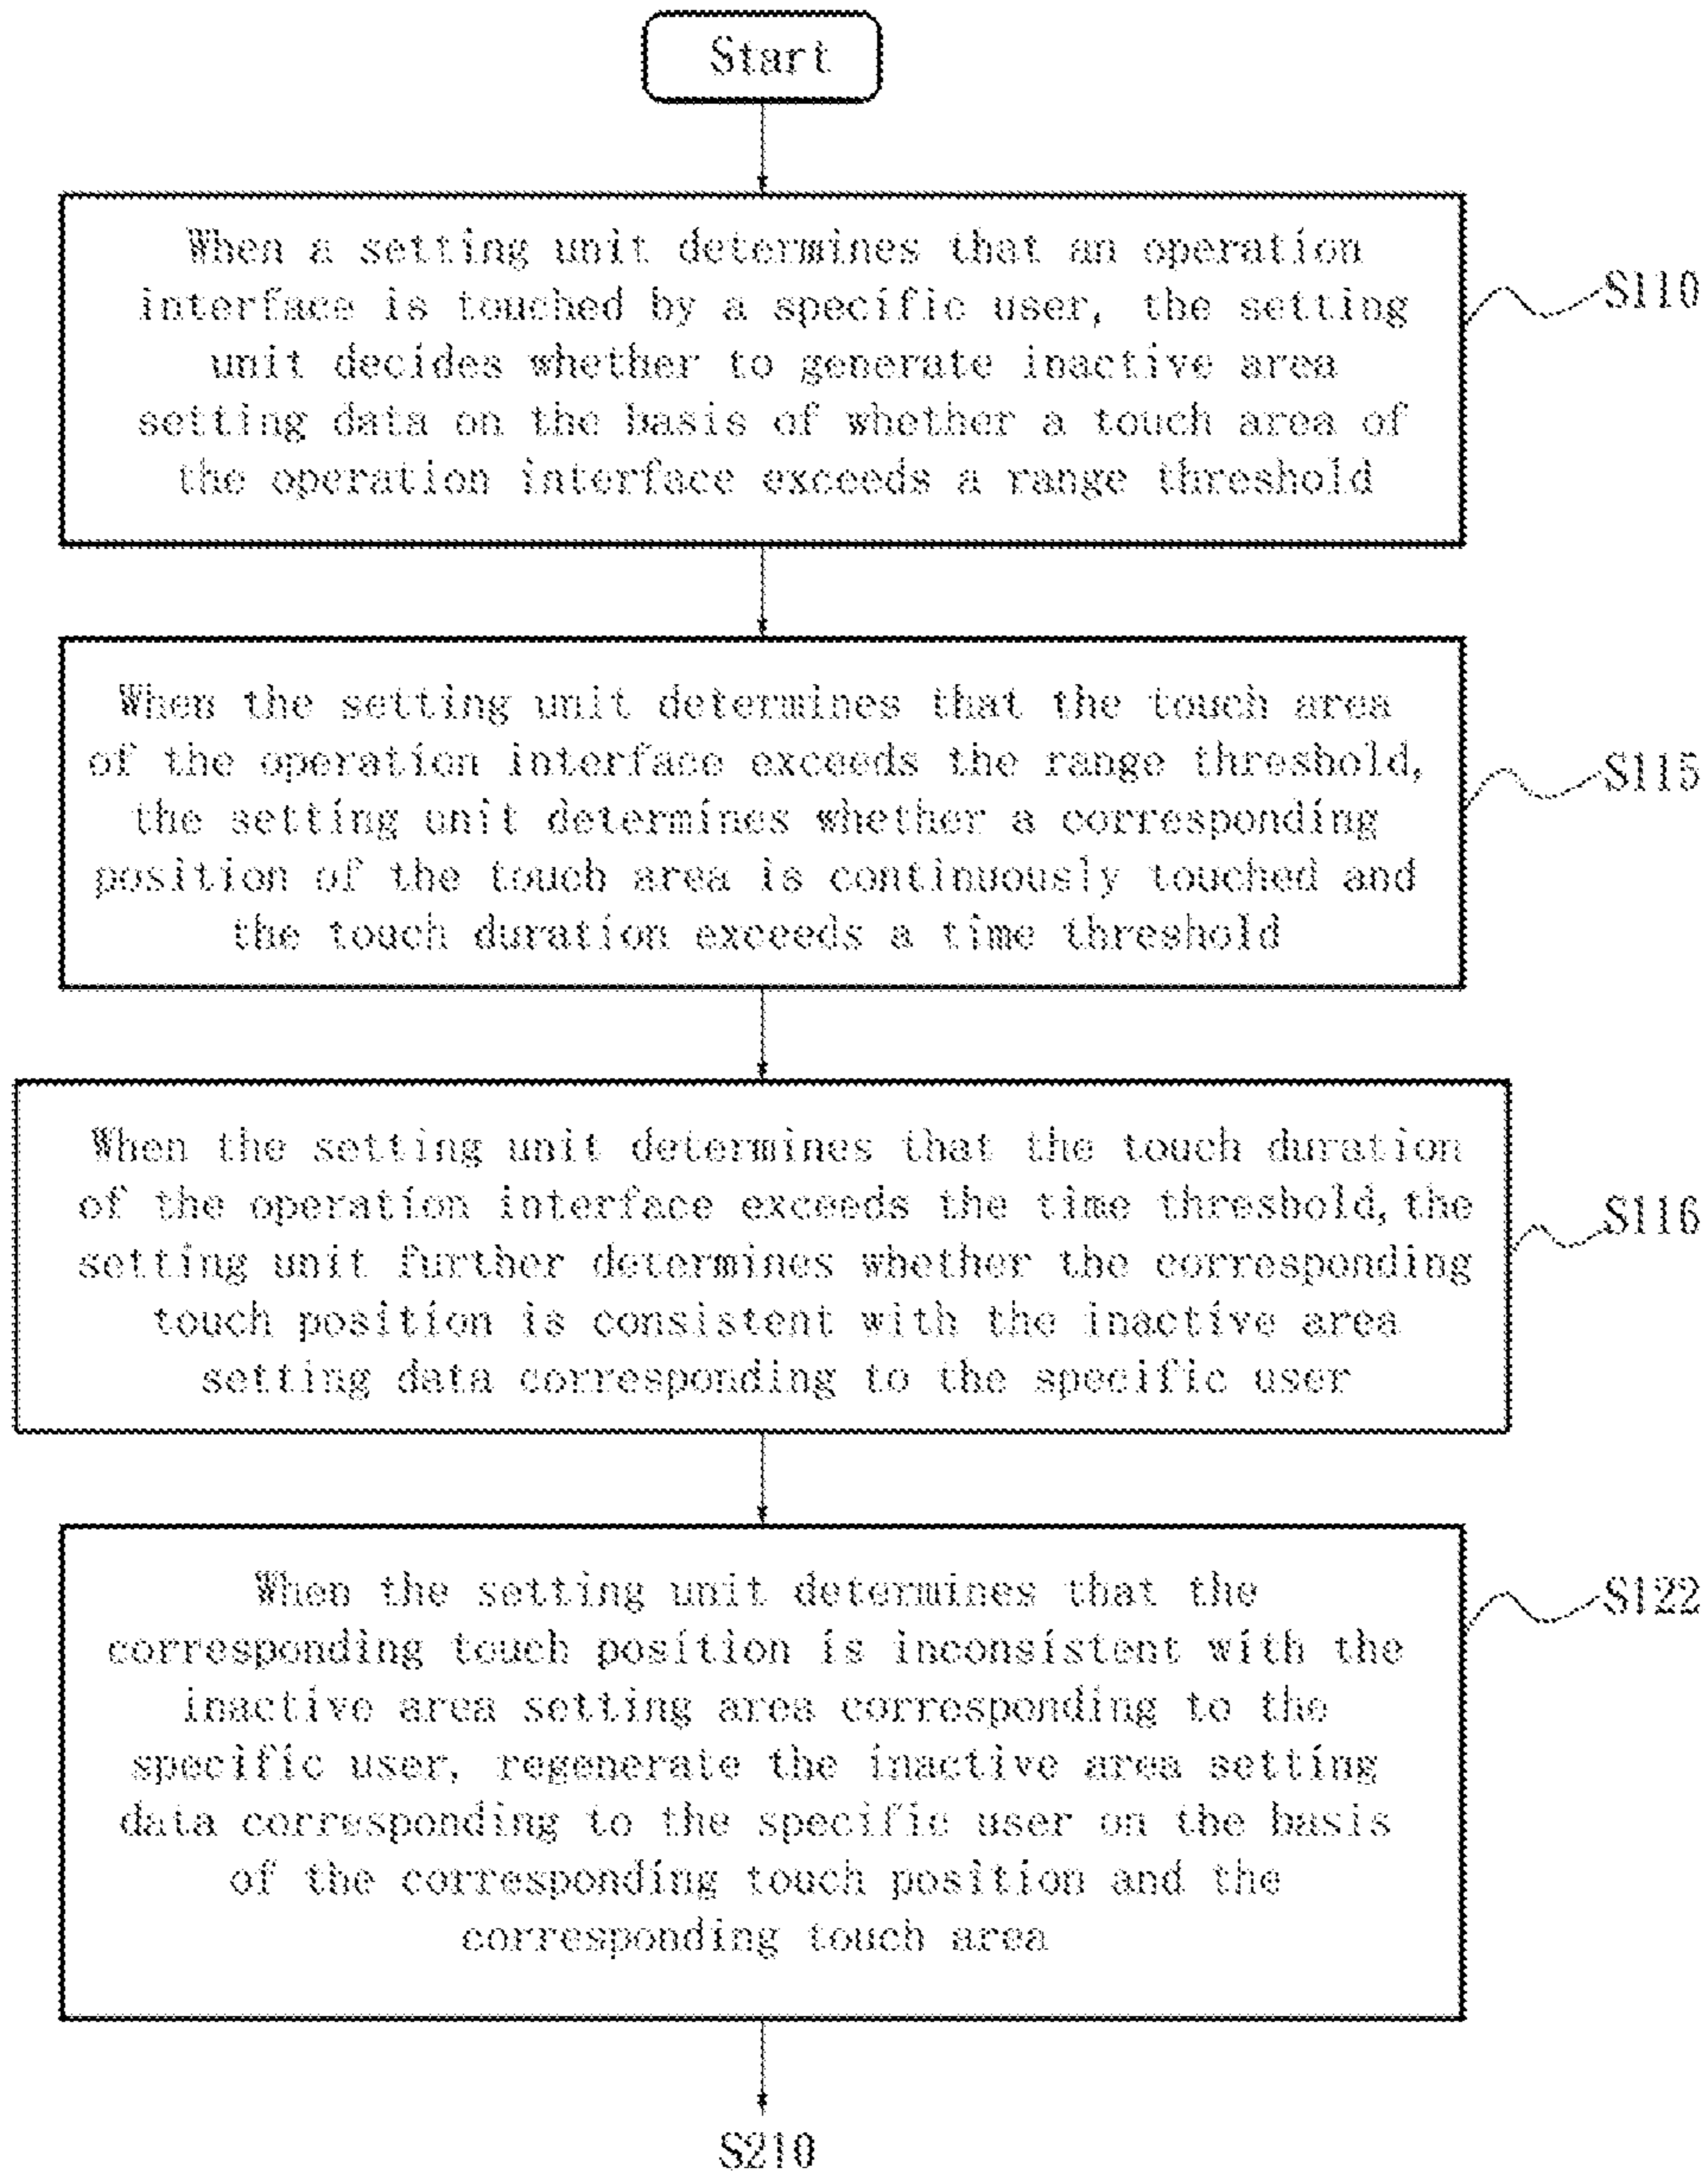 Start
When a setting unit determines that an operation
interface is touched by a specific user, the setting
unit decides whether to generate inactive area
setting data on the basis of whether a touch area of
the operation interface exceeds a range threshold
S110
When the setting unit determines that the touch area
of the operation interface exceeds the range threshold,
the setting unit determines whether a corresponding
position of the touch area is continuously touched and
the touch duration exceeds a time threshold
S115
When the setting unit determines that the touch duration
of the operation interface exceeds the time threshold, the
setting unit further determines whether the corresponding
touch position is consistent with the inactive area
setting data corresponding to the specific user
S116
When the setting unit determines that the
corresponding touch position is inconsistent with the
inactive area setting area corresponding to the
specific user, regenerate the inactive area setting
data corresponding to the specific user on the basis
of the corresponding touch position and the
corresponding touch area
S122
S210